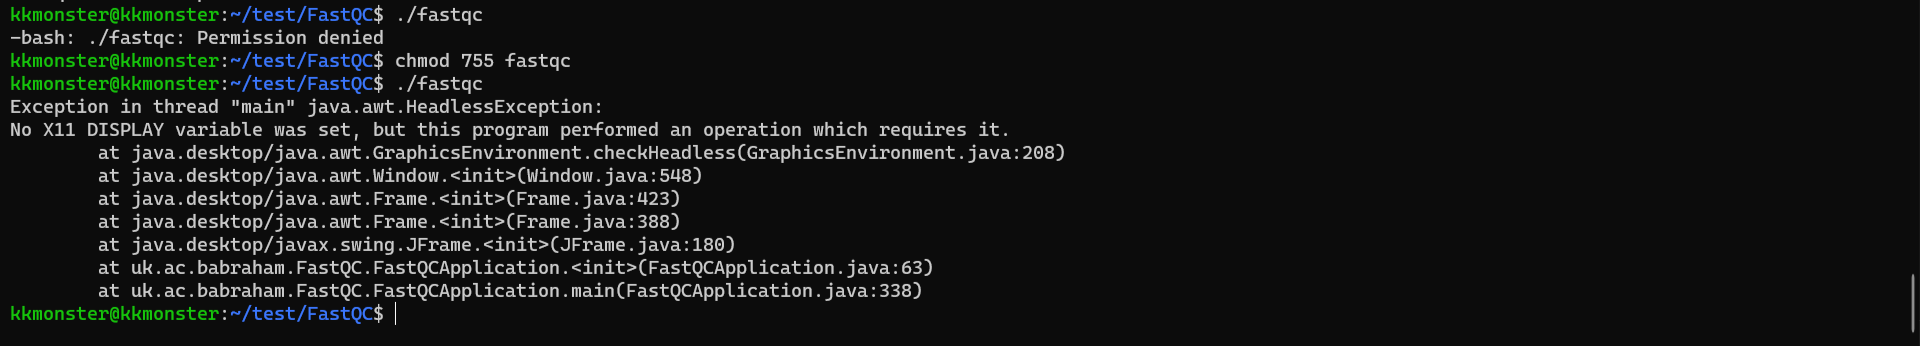 kkmonster@kkmonster:~/test/FastQC$ ./fastqc
-bash: ./fastqc: Permission denied
kkmonster@kkmonster:~/test/FastQC$ chmod 755 fastqc
kkmonster@kkmonster:~/test/FastQC$ ./fastqc
Exception in thread "main" java.awt.HeadlessException:
No X11 DISPLAY variable was set, but this program performed an operation which requires it.
        at java.desktop/java.awt.GraphicsEnvironment.checkHeadless(GraphicsEnvironment.java:208)
        at java.desktop/java.awt.Window.<init>(Window.java:548)
        at java.desktop/java.awt.Frame.<init>(Frame.java:423)
        at java.desktop/java.awt.Frame.<init>(Frame.java:388)
        at java.desktop/javax.swing.JFrame.<init>(JFrame.java:180)
        at uk.ac.babraham.FastQC.FastQCApplication.<init>(FastQCApplication.java:63)
        at uk.ac.babraham.FastQC.FastQCApplication.main(FastQCApplication.java:338)
kkmonster@kkmonster:~/test/FastQC$